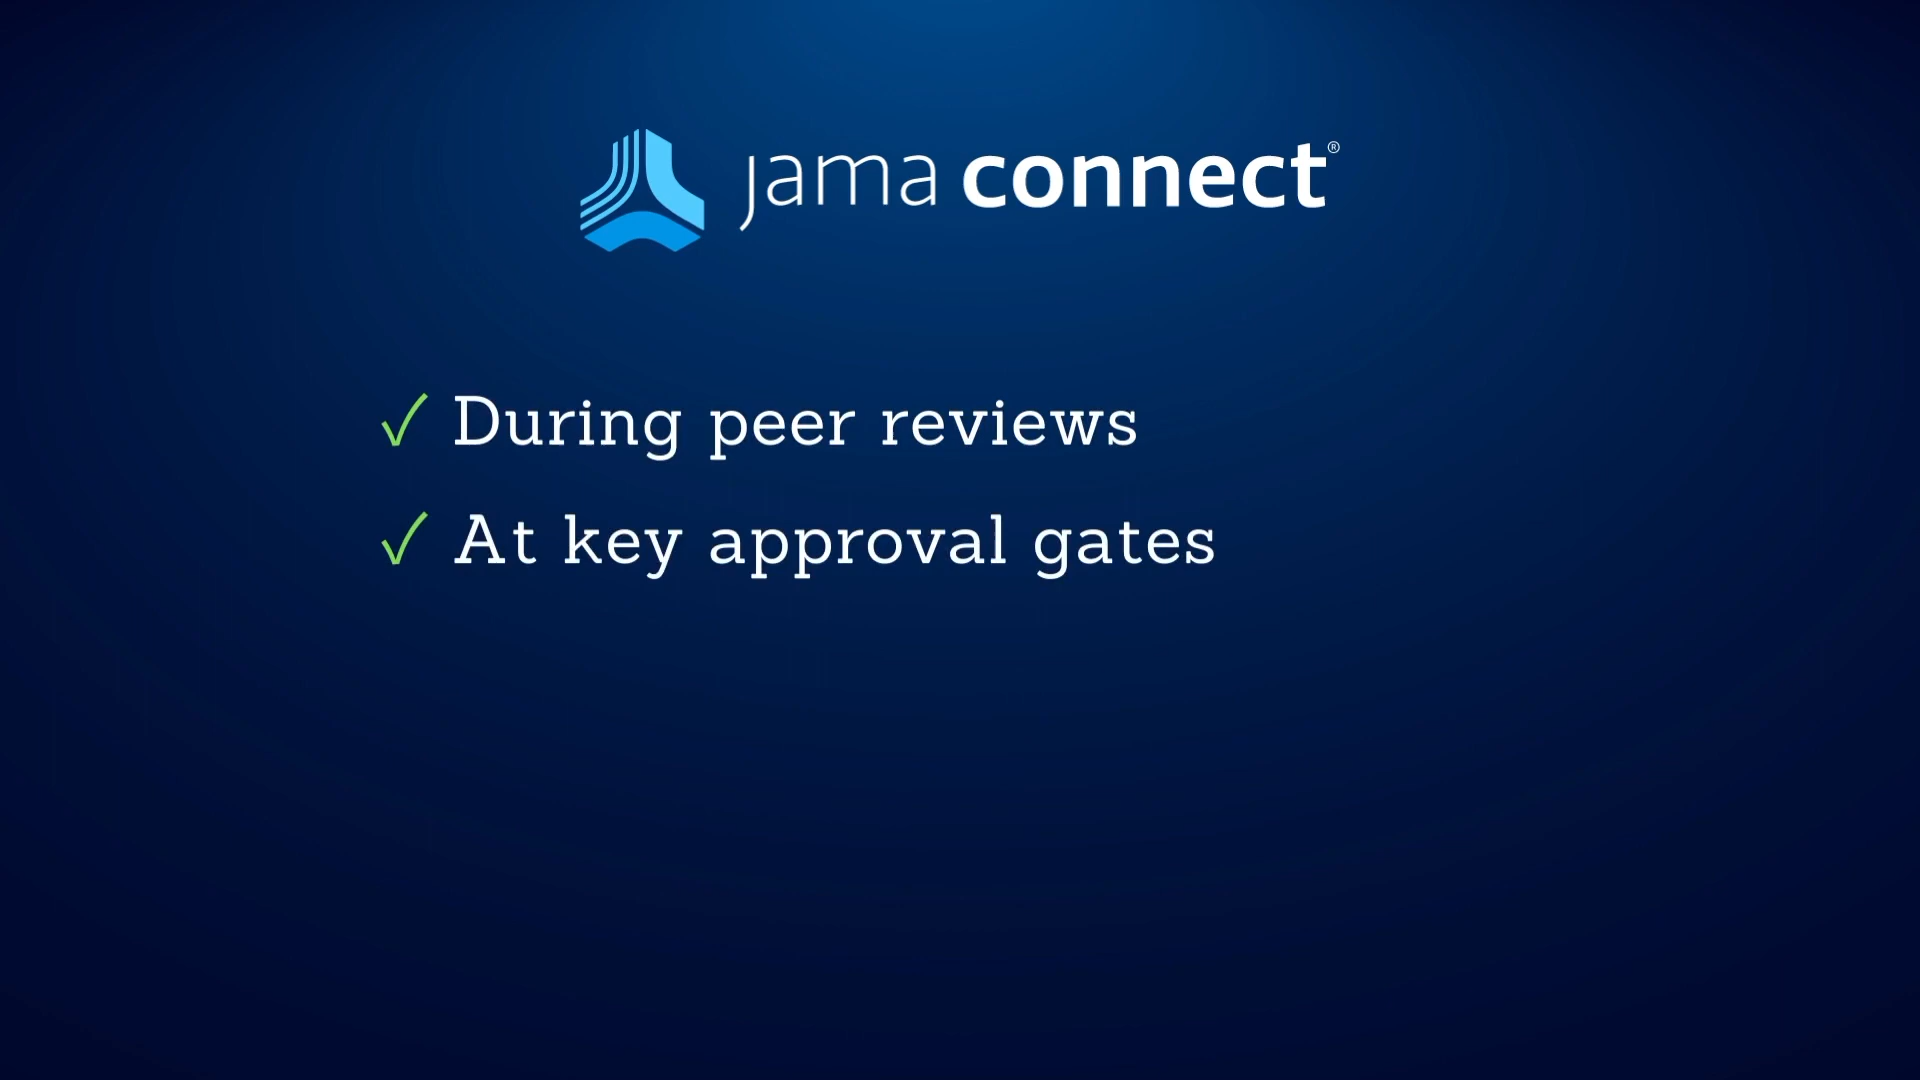 jama connect®
✓ During peer reviews
✓ At key approval gates